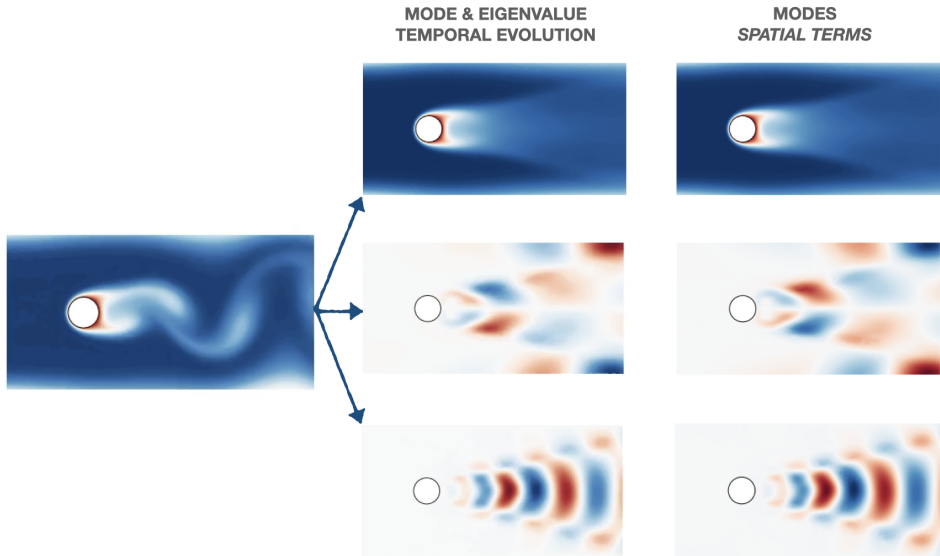 MODE & EIGENVALUE
TEMPORAL EVOLUTION
MODES
SPATIAL TERMS